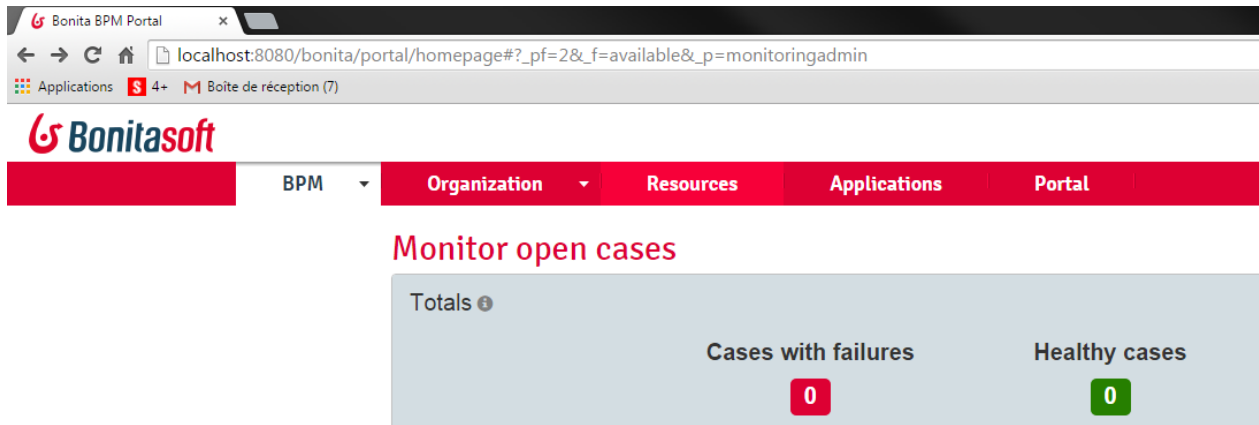 Bonita BPM Portal
localhost:8080/bonita/portal/homepage#?_pf=2&_f=available&_p=monitoringadmin
Applications S 4+ Boîte de réception (7)
Bonitasoft
BPM Organization Resources Applications Portal
Monitor open cases
Totals
Cases with failures Healthy cases
0 0